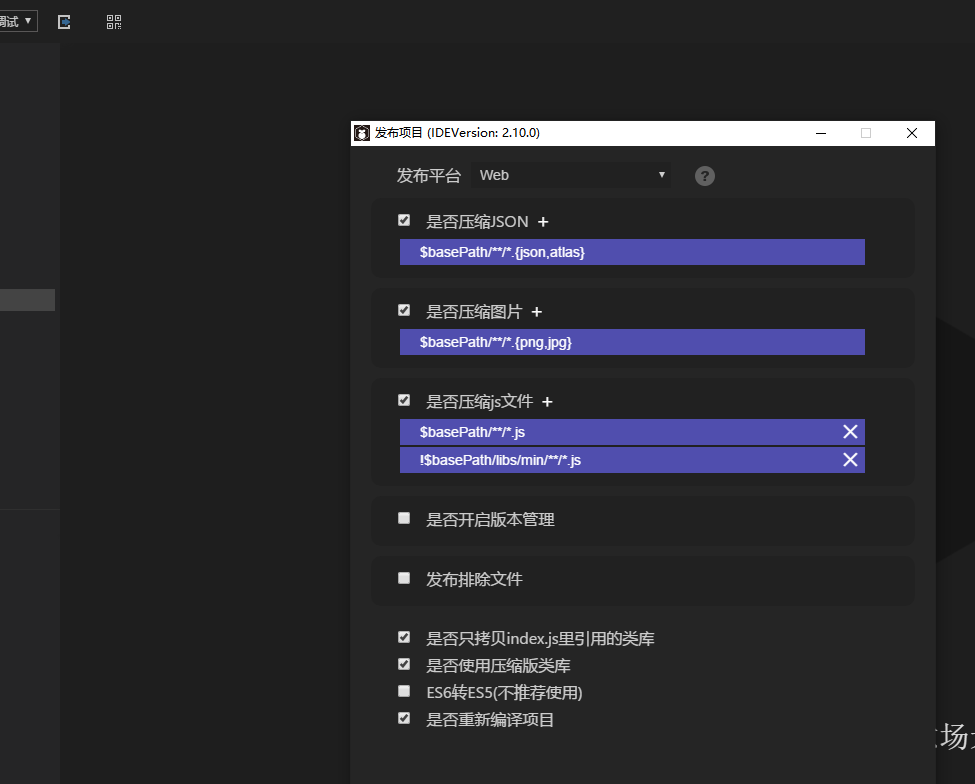 调试
发布项目 (IDEVersion: 2.10.0)
发布平台 Web ?
是否压缩JSON +
$basePath/**/*.{json,atlas}
是否压缩图片 +
$basePath/**/*.{png,jpg}
是否压缩js文件 +
$basePath/**/*.js
!$basePath/libs/min/**/*.js
是否开启版本管理
发布排除文件
是否只拷贝index.js里引用的类库
是否使用压缩版类库
ES6转ES5(不推荐使用)
是否重新编译项目
场